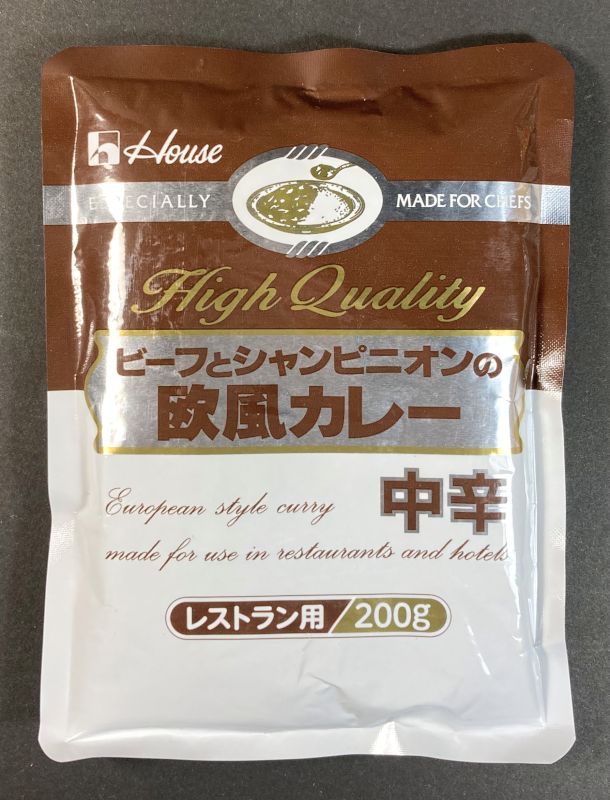 House
ESPECIALLY MADE FOR CHEFS
High Quality
ビーフとシャンピニオンの
欧風カレー
中辛
European style curry
made for use in restaurants and hotels
レストラン用/200g